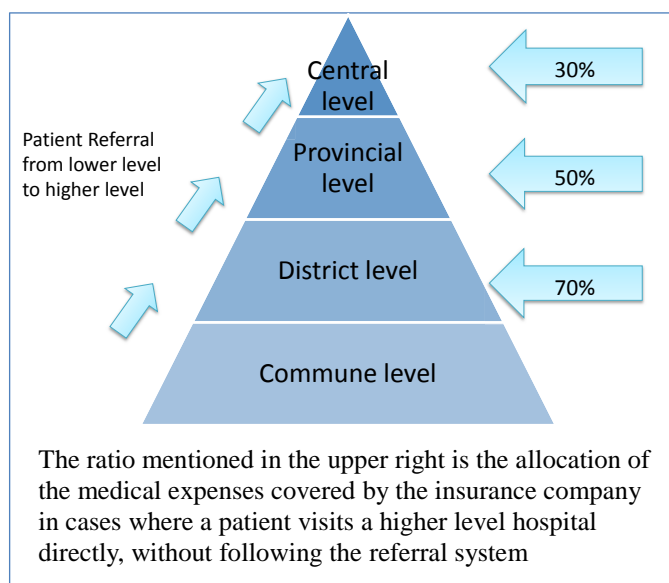 Central
level
30%
Patient Referral
from lower level
to higher level
Provincial
level
50%
District level
70%
Commune level
The ratio mentioned in the upper right is the allocation of
the medical expenses covered by the insurance company
in cases where a patient visits a higher level hospital
directly, without following the referral system